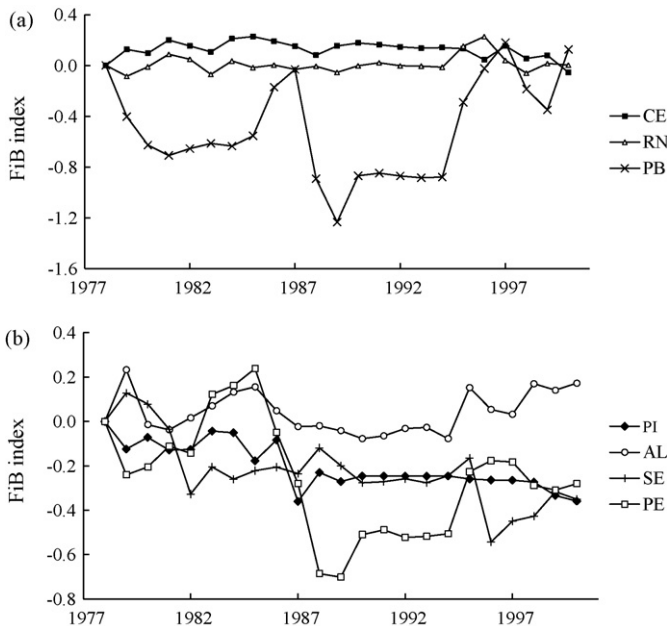 (a)
FiB index
0.4
0.0
-0.4
-0.8
-1.2
-1.6
1977 1982 1987 1992 1997
CE
RN
PB
(b)
FiB index
0.4
0.2
0.0
-0.2
-0.4
-0.6
-0.8
1977 1982 1987 1992 1997
PI
AL
SE
PE